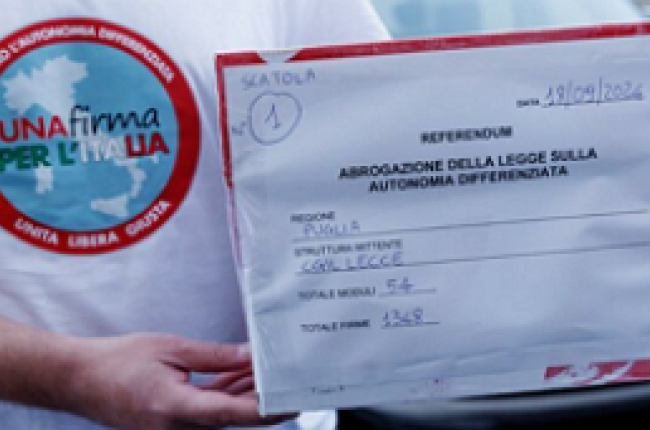 O L'AUTONOMIA DIFFERENZIATA
UNA firma
PER L'ITALIA
UNITA LIBERA GIUSTA
SCATOLA
N. 1
DATA 19/09/2024
REFERENDUM
ABROGAZIONE DELLA LEGGE SULLA
AUTONOMIA DIFFERENZIATA
REGIONE
PUGLIA
STRUTTURA MITTENTE
CGIL LECCE
TOTALE MODULI 54
TOTALE FIRME 1348